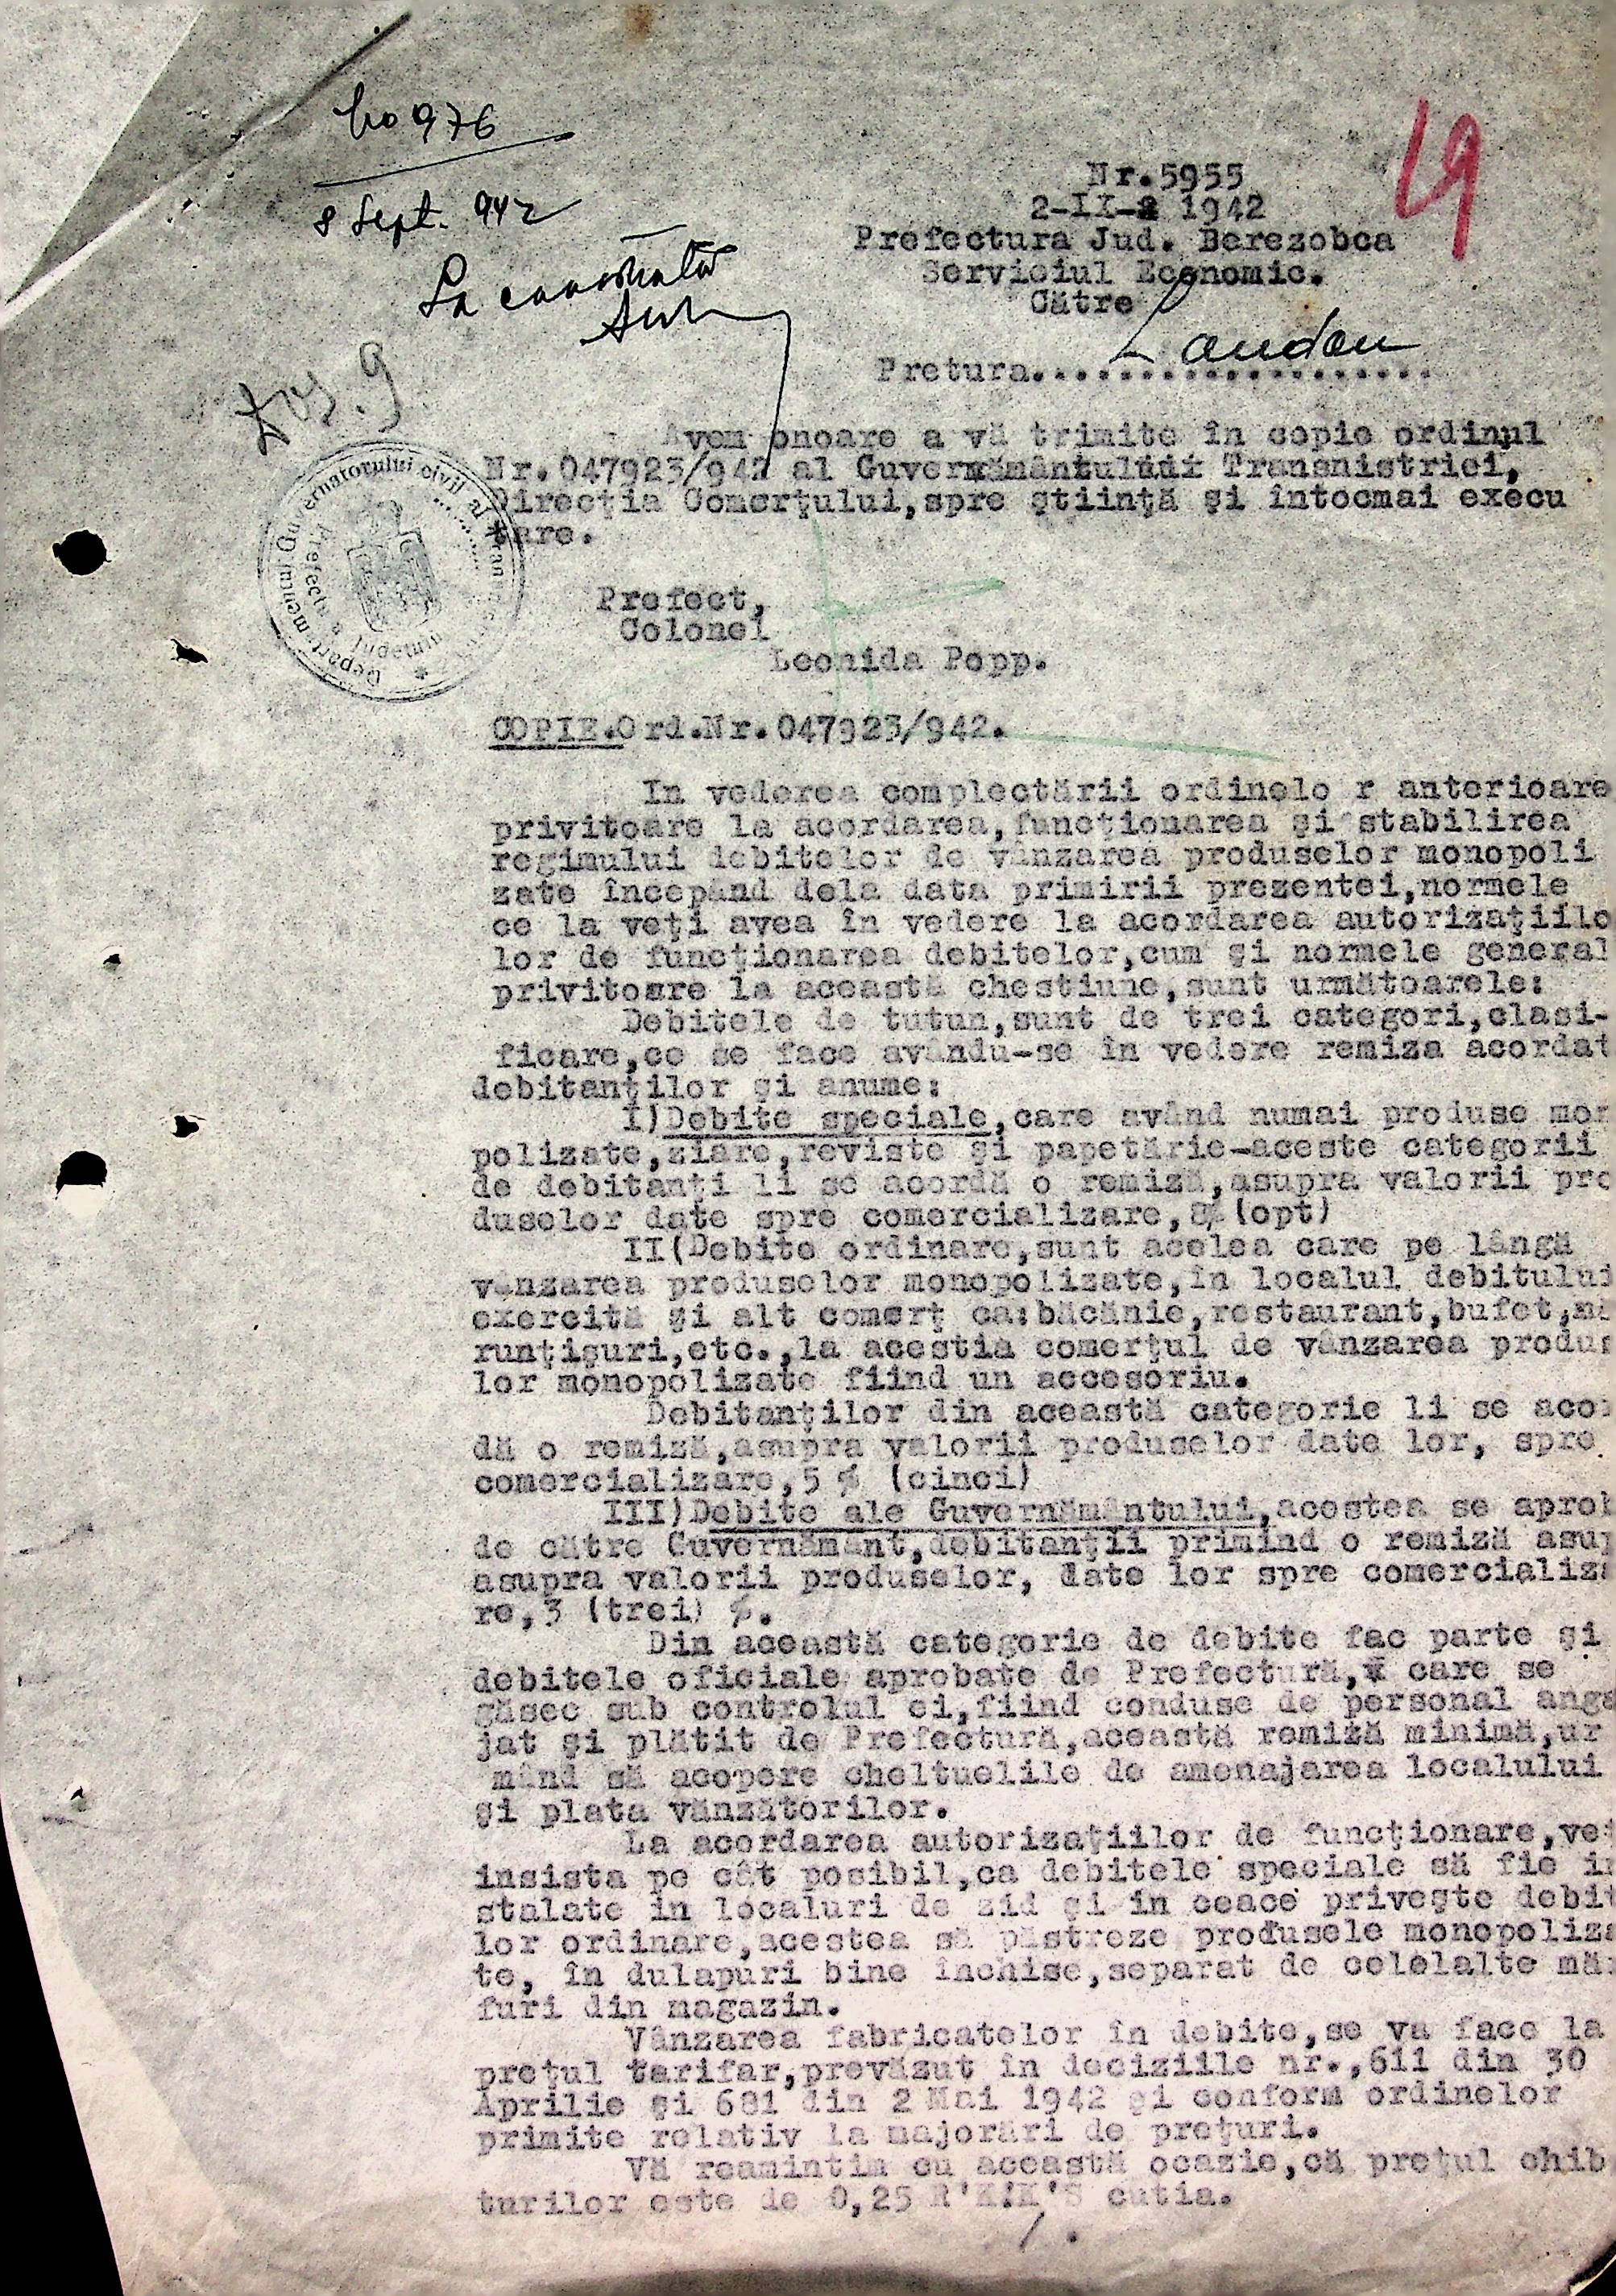 No 976
8 Sept. 942
19
Nr.5955
2-IX-2 1942
Prefectura Jud. Berezobca
Serviciul Economic.
Către
Landau
Pretura....................
Dos. 9
Avem onoare a vă trimite în copie ordinul
Nr.047923/942 al Guvernământului Transnistriei,
Direcția Comerțului,spre știință și întocmai execu
tare.
Prefect,
Colonel
Leonida Popp.
COPIE.Ord.Nr.047923/942.
In vederea complectării ordinelo r anterioare
privitoare la acordarea,funcționarea și stabilirea
regimului debitelor de vânzarea produselor monopoli
zate începând dela data primirii prezentei,normele
ce la veți avea în vedere la acordarea autorizațiilo
lor de funcționarea debitelor,cum și normele general
privitoare la această chestiune,sunt următoarele:
Debitele de tutun,sunt de trei categori,clasi-
ficare,ce se face avându-se în vedere remiza acordat
debitanților și anume:
I)Debite speciale,care având numai produse mon
polizate,ziare,reviste și papetărie-aceste categorii
de debitanți li se acordă o remiză,asupra valorii pro
duselor date spre comercializare,8% (opt)
II(Debite ordinare,sunt acelea care pe lângă
vânzarea produselor monopolizate,în localul debitului
exercită și alt comerț ca:băcănie,restaurant,bufet,mă
runțișuri,etc.,la acestia comerțul de vânzarea produs
lor monopolizate fiind un accesoriu.
Debitanților din această categorie li se acor
dă o remiză,asupra valorii produselor date lor, spre
comercializare,5 % (cinci)
III)Debite ale Guvernământului,acestea se aprob
de către Guvernământ,debitanții primind o remiză asup
asupra valorii produselor, date lor spre comercializa
re,3 (trei) %.
Din această categorie de debite fac parte și
debitele oficiale aprobate de Prefectură, care se
găsec sub controlul ei,fiind conduse de personal anga
jat și plătit de Prefectură,această remiză minimă,ur
mând să acopere cheltuelile de amenajarea localului
și plata vânzătorilor.
La acordarea autorizațiilor de funcționare,veț
insista pe cât posibil,ca debitele speciale să fie in
stalate in localuri de zid și in ceace privește debit
lor ordinare,acestea să păstreze produsele monopoliza
te, în dulapuri bine închise,separat de celelalte măr
furi din magazin.
Vânzarea fabricatelor în debite,se va face la
prețul tarifar,prevăzut în deciziile nr.,611 din 30
Aprilie și 681 din 2 Mai 1942 și conform ordinelor
primite relativ la majorări de prețuri.
Vă reamintim cu această ocazie,că prețul chib
turilor este de 0,25 R'K!K'S cutia.
/.